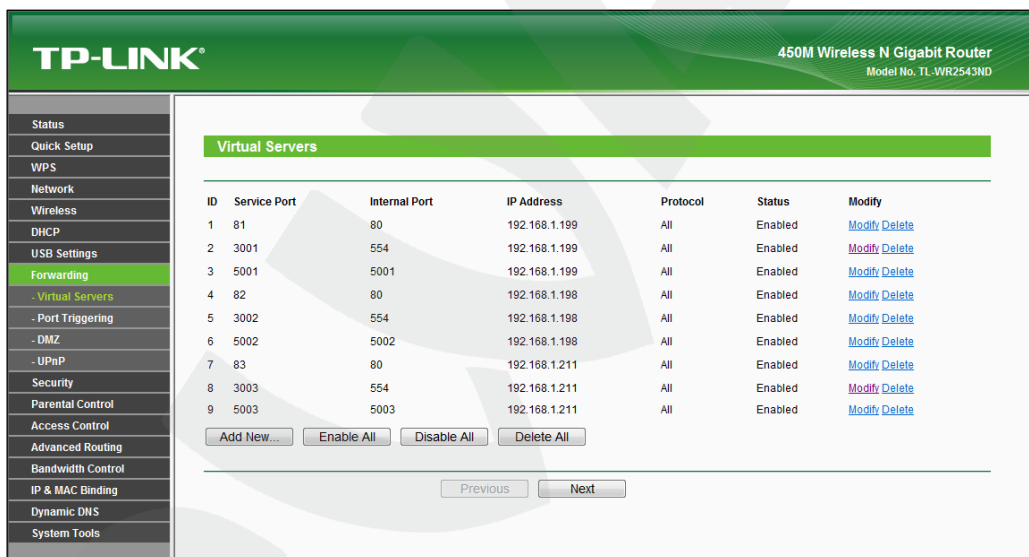 TP-LINK®
450M Wireless N Gigabit Router
Model No. TL-WR2543ND
Status
Quick Setup
WPS
Network
Wireless
DHCP
USB Settings
Forwarding
- Virtual Servers
- Port Triggering
- DMZ
- UPnP
Security
Parental Control
Access Control
Advanced Routing
Bandwidth Control
IP & MAC Binding
Dynamic DNS
System Tools
Virtual Servers
ID Service Port Internal Port IP Address Protocol Status Modify
1 81 80 192.168.1.199 All Enabled Modify Delete
2 3001 554 192.168.1.199 All Enabled Modify Delete
3 5001 5001 192.168.1.199 All Enabled Modify Delete
4 82 80 192.168.1.198 All Enabled Modify Delete
5 3002 554 192.168.1.198 All Enabled Modify Delete
6 5002 5002 192.168.1.198 All Enabled Modify Delete
7 83 80 192.168.1.211 All Enabled Modify Delete
8 3003 554 192.168.1.211 All Enabled Modify Delete
9 5003 5003 192.168.1.211 All Enabled Modify Delete
Add New... Enable All Disable All Delete All
Previous Next